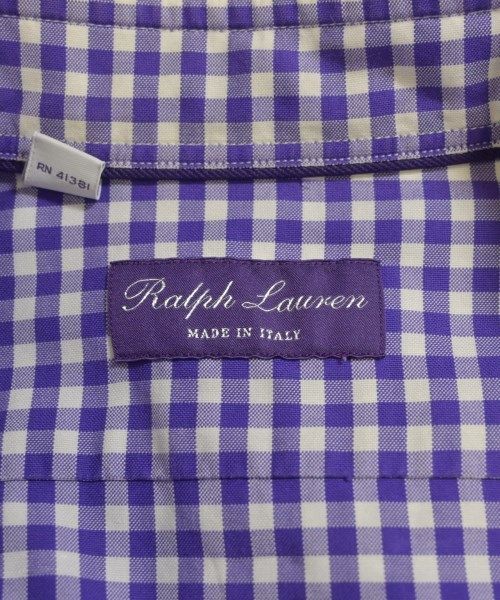 RN 41381
Ralph Lauren
MADE IN ITALY